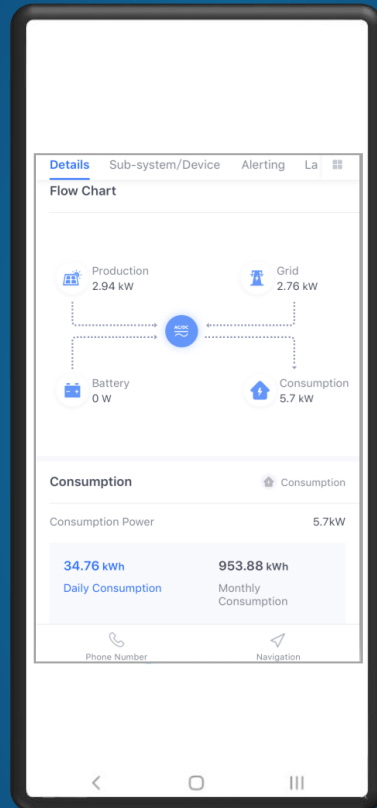 Details Sub-system/Device Alerting La
Flow Chart
Production
2.94 kW
Grid
2.76 kW
AC/DC
Battery
0 W
Consumption
5.7 kW
Consumption Consumption
Consumption Power 5.7kW
34.76 kWh 953.88 kWh
Daily Consumption Monthly
Consumption
Phone Number Navigation